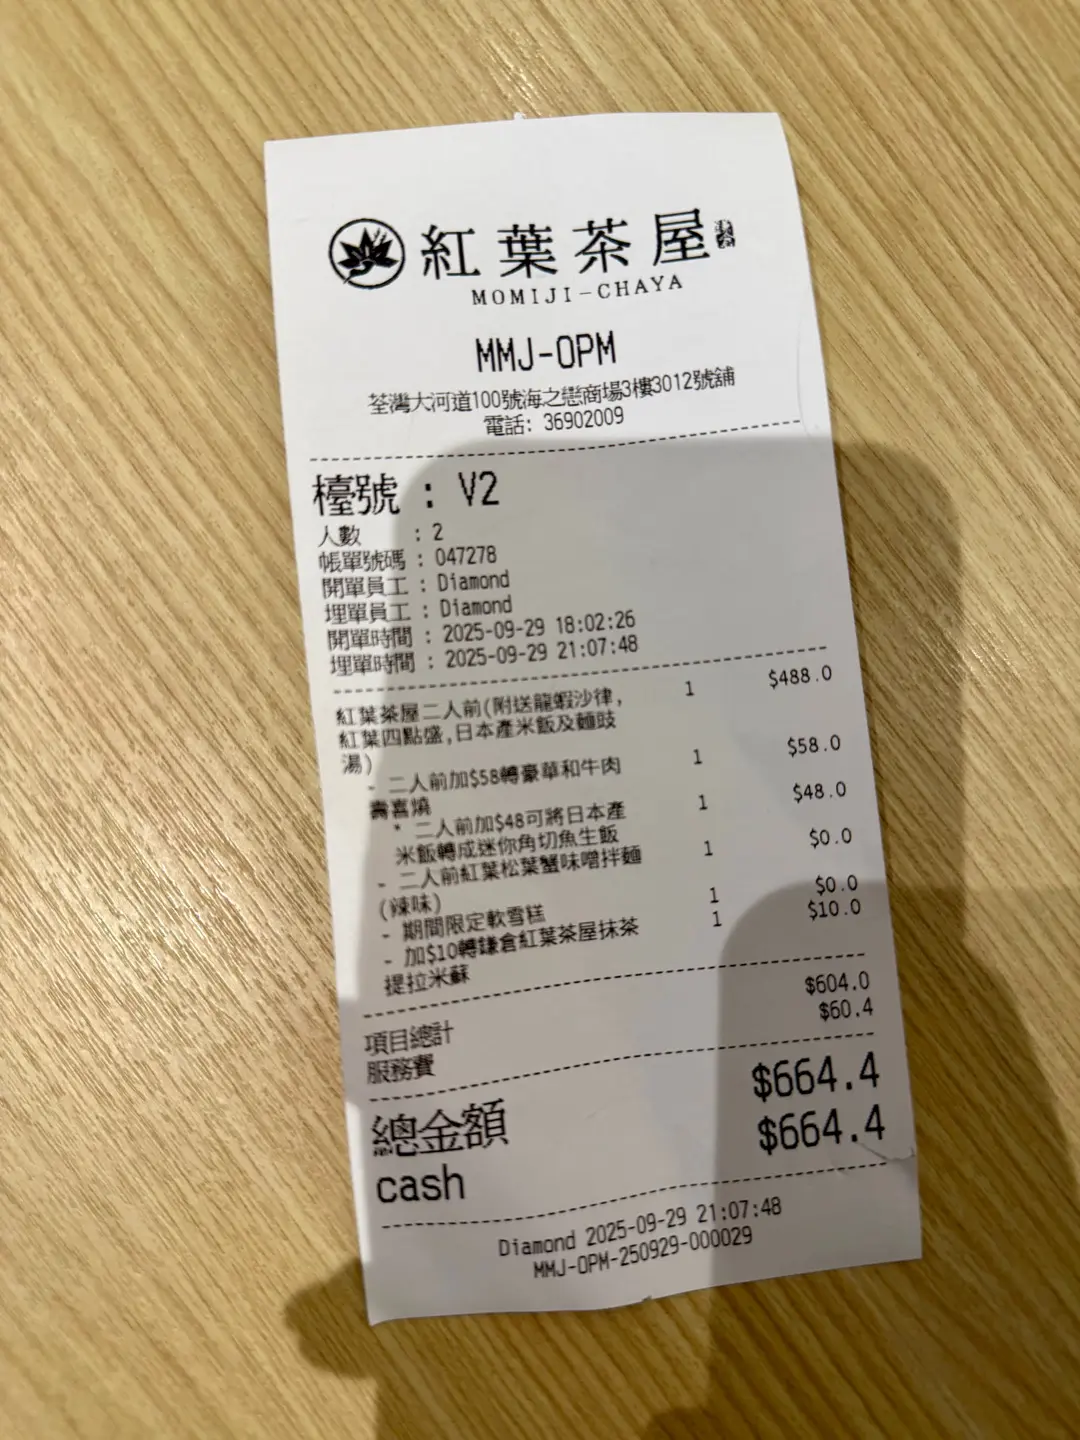 紅葉茶屋
MOMIJI-CHAYA
MMJ-OPM
荃灣大河道100號海之戀商場3樓3012號舖
電話: 36902009
檯號 : V2
人數 : 2
帳單號碼 : 047278
開單員工 : Diamond
埋單員工 : Diamond
開單時間 : 2025-09-29 18:02:26
埋單時間 : 2025-09-29 21:07:48
紅葉茶屋二人前(附送龍蝦沙律, 1 $488.0
紅葉四點盛,日本產米飯及麵豉
湯)
- 二人前加$58轉豪華和牛肉 1 $58.0
壽喜燒
* 二人前加$48可將日本產 1 $48.0
米飯轉成迷你角切魚生飯
- 二人前紅葉松葉蟹味噌拌麵 1 $0.0
(辣味)
- 期間限定軟雪糕 1 $0.0
- 加$10轉鎌倉紅葉茶屋抹茶 1 $10.0
提拉米蘇
項目總計 $604.0
服務費 $60.4
總金額 $664.4
cash $664.4
Diamond 2025-09-29 21:07:48
MMJ-OPM-250929-000029